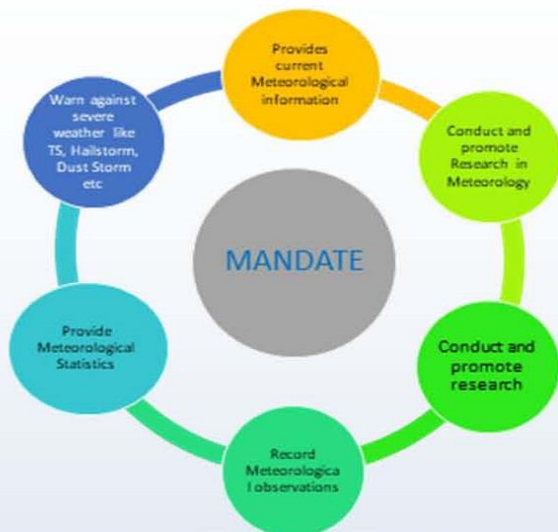 Provides
current
Meteorological
information
Conduct and
promote
Research in
Meteorology
Conduct and
promote
research
Record
Meteorologica
l observations
Provide
Meteorological
Statistics
Warn against
severe
weather like
TS, Hailstorm,
Dust Storm
etc
MANDATE